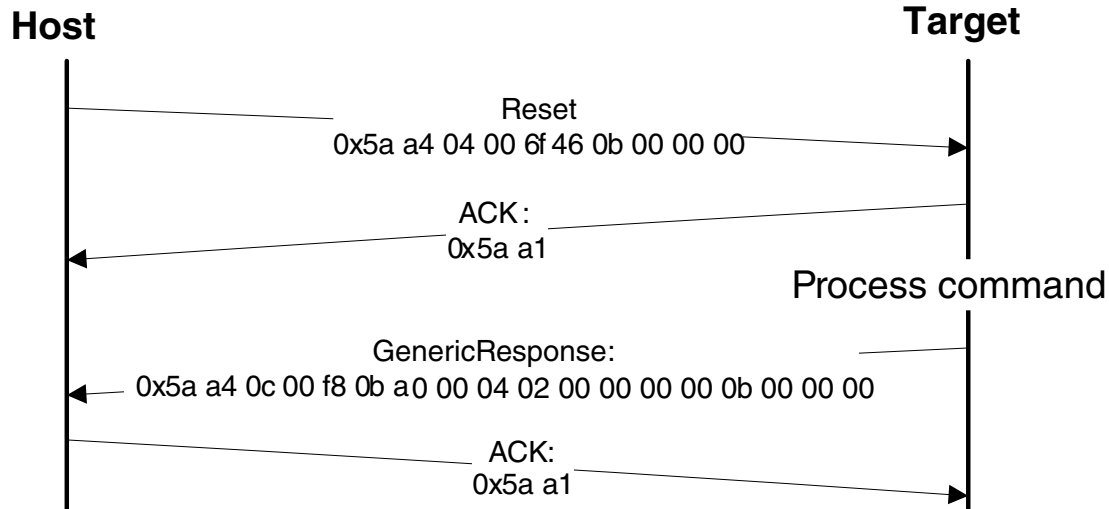 Host
Target
Reset
0x5a a4 04 00 6f 46 0b 00 00 00
ACK:
0x5a a1
Process command
GenericResponse:
0x5a a4 0c 00 f8 0b a0 00 04 02 00 00 00 00 0b 00 00 00
ACK:
0x5a a1